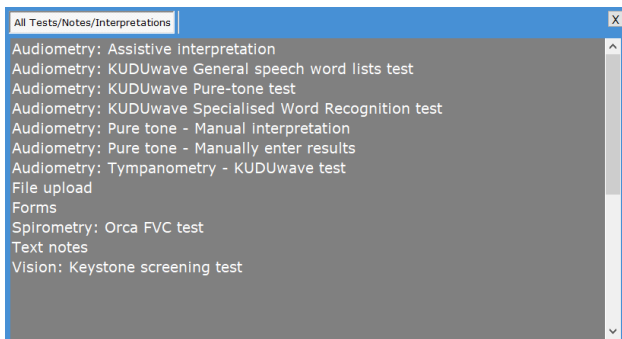 All Tests/Notes/Interpretations
X
Audiometry: Assistive interpretation
Audiometry: KUDUwave General speech word lists test
Audiometry: KUDUwave Pure-tone test
Audiometry: KUDUwave Specialised Word Recognition test
Audiometry: Pure tone - Manual interpretation
Audiometry: Pure tone - Manually enter results
Audiometry: Tympanometry - KUDUwave test
File upload
Forms
Spirometry: Orca FVC test
Text notes
Vision: Keystone screening test